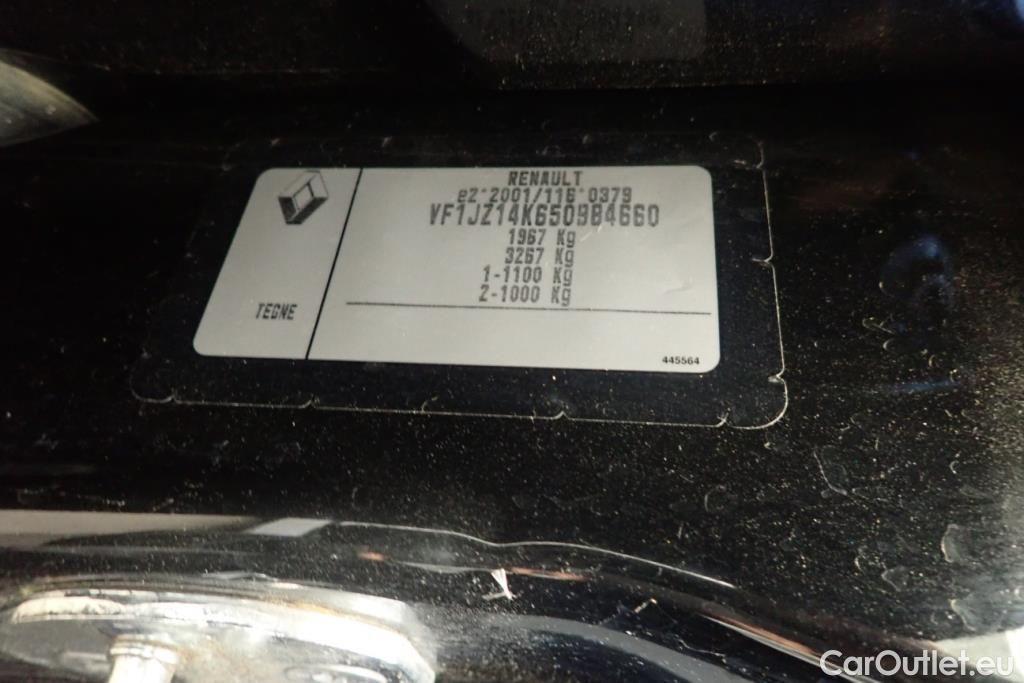 RENAULT
e2*2001/116*0379
VF1JZ14K6509B4660
1967 Kg
3267 Kg
1-1100 Kg
2-1000 Kg
TEGNE
445564
CarOutlet.eu